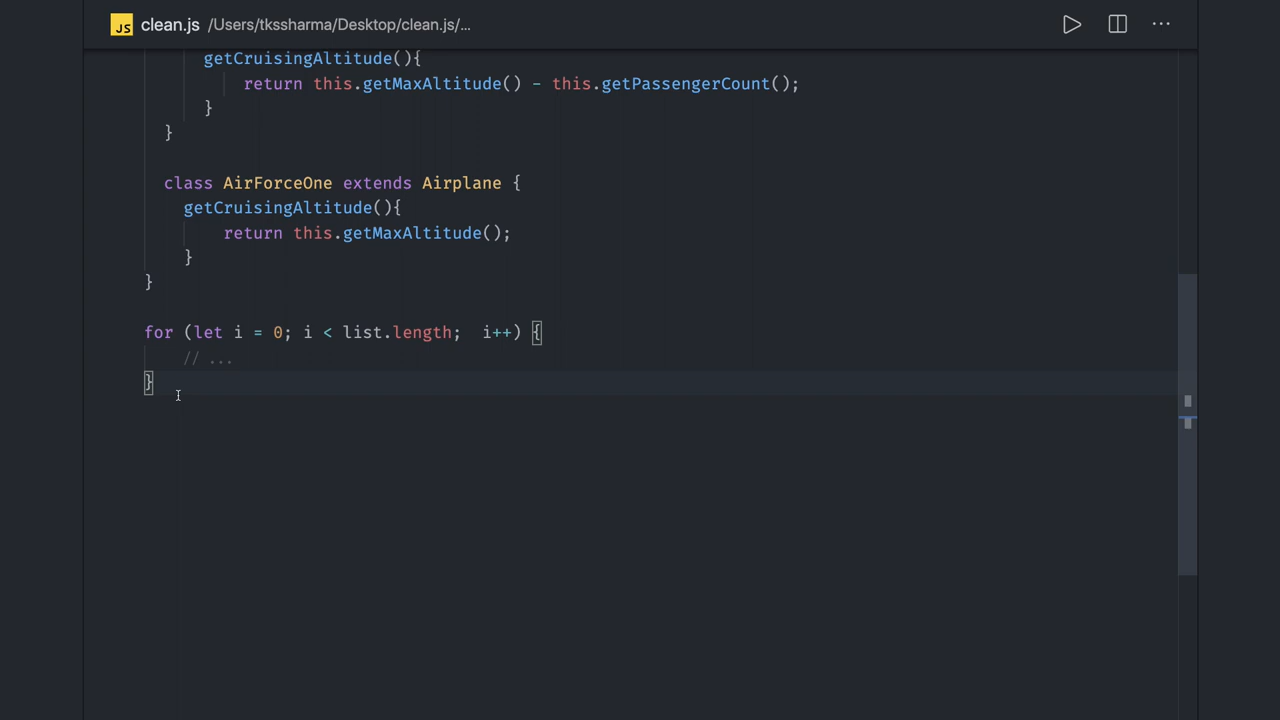 JS clean.js /Users/tkssharma/Desktop/clean.js/... ...
getCruisingAltitude(){
return this.getMaxAltitude() - this.getPassengerCount();
}
}
class AirForceOne extends Airplane {
getCruisingAltitude(){
return this.getMaxAltitude();
}
}
for (let i = 0; i < list.length;  i++) {
// ...
}